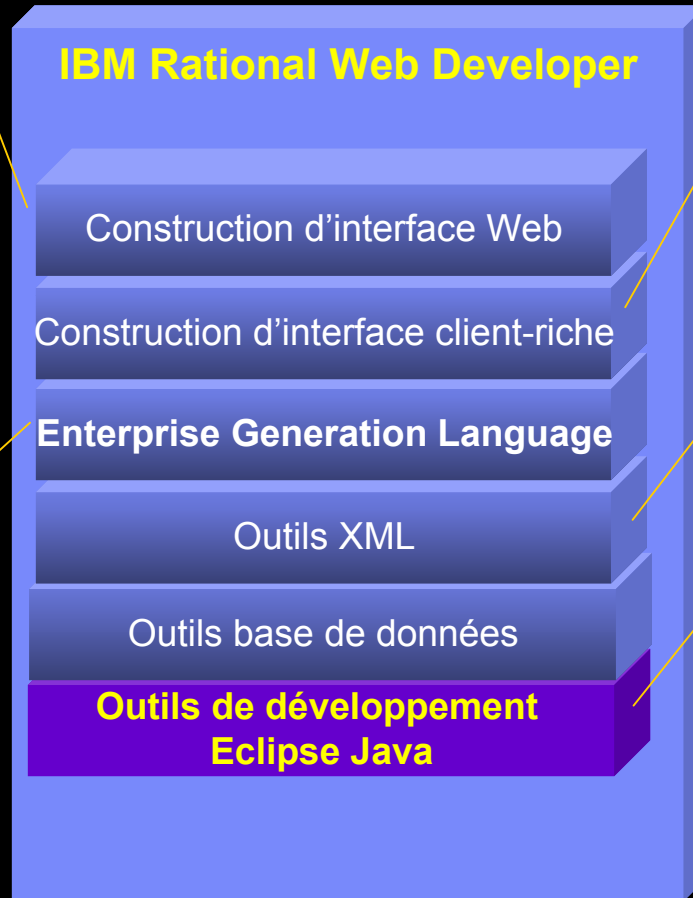 IBM Rational Web Developer
Construction d’interface Web
Construction d’interface client-riche
Enterprise Generation Language
Outils XML
Outils base de données
Outils de développement
Eclipse Java